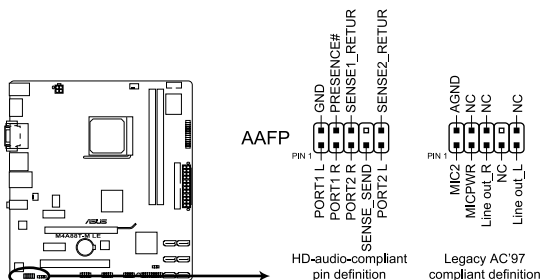 GND
PRESENCE#
SENSE1_RETUR
SENSE2_RETUR
AAFP
PIN 1
PORT1 L
PORT1 R
PORT2 R
SENSE_SEND
PORT2 L
HD-audio-compliant
pin definition
AGND
NC
NC
NC
PIN 1
MIC2
MICPWR
Line out_R
NC
Line out_L
Legacy AC'97
compliant definition
/ISUS
M4A88T-M LE